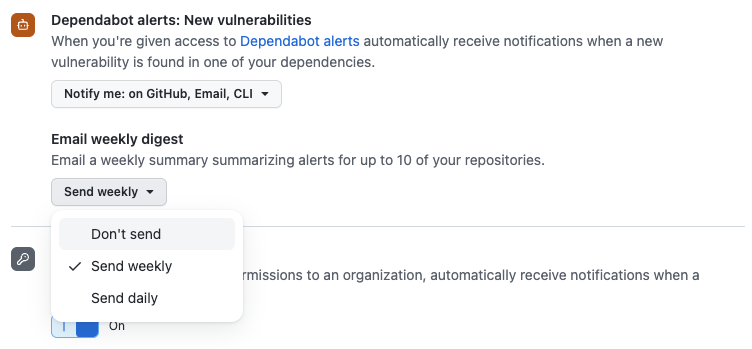 Dependabot alerts: New vulnerabilities
When you're given access to Dependabot alerts automatically receive notifications when a new
vulnerability is found in one of your dependencies.
Notify me: on GitHub, Email, CLI
Email weekly digest
Email a weekly summary summarizing alerts for up to 10 of your repositories.
Send weekly
Don't send
Send weekly
to an organization, automatically receive notifications when a
Send daily
On